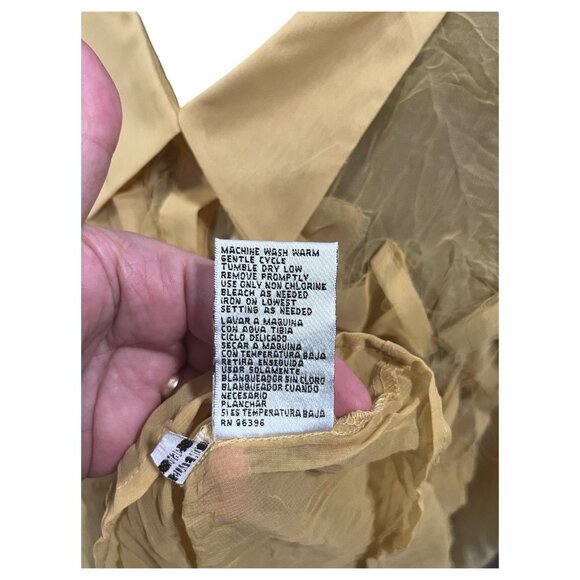 MACHINE WASH WARM
GENTLE CYCLE
TUMBLE DRY LOW
REMOVE PROMPTLY
USE ONLY NON CHLORINE
BLEACH AS NEEDED
IRON ON LOWEST
SETTING AS NEEDED
LAVAR A MAQUINA
CON AGUA TIBIA
CICLO DELICADO
SECAR A MAQUINA
CON TEMPERATURA BAJA
RETIRA ENSEGUIDA
USAR SOLAMENTE
BLANQUEADOR SIN CLORO
BLANQUEADOR CUANDO
NECESARIO
PLANCHAR
SI ES TEMPERATURA BAJA
RN 96396